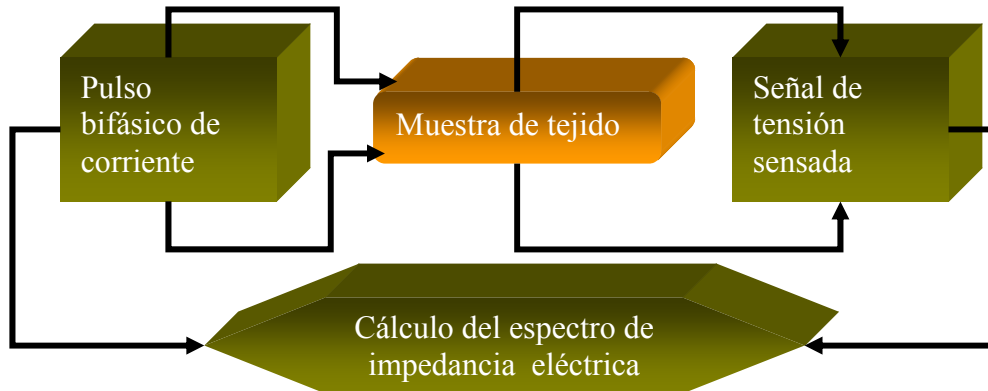 Pulso
bifásico de
corriente
Muestra de tejido
Señal de
tensión
sensada
Cálculo del espectro de
impedancia eléctrica